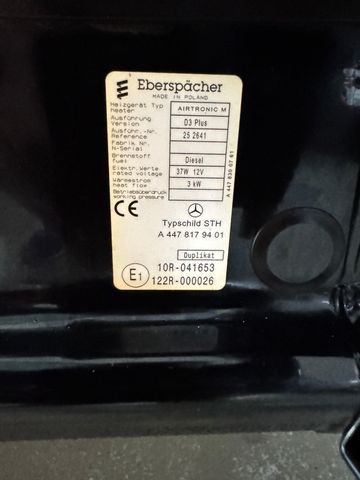 Eberspächer
MADE IN POLAND
Heizgerät Typ
heater
AIRTRONIC M
Ausführung
Version
D3 Plus
Ausführ.-Nr.
Referance
25 2641
Fabrik Nr.
N-Serial
Brennstoff
fuel
Diesel
Elektr.Werte
rated voltage
37W 12V
Wärmestrom
heat flow
3 kW
Betriebsüberdruck
working pressure
CE
Typschild STH
A 447 817 94 01
Duplikat
E1
10R-041653
122R-000026
A 447 830 07 61